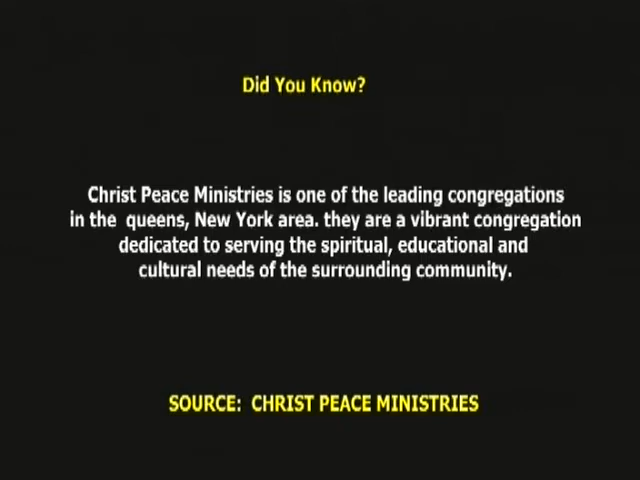 Did You Know?
Christ Peace Ministries is one of the leading congregations
in the queens, New York area. they are a vibrant congregation
dedicated to serving the spiritual, educational and
cultural needs of the surrounding community.
SOURCE: CHRIST PEACE MINISTRIES